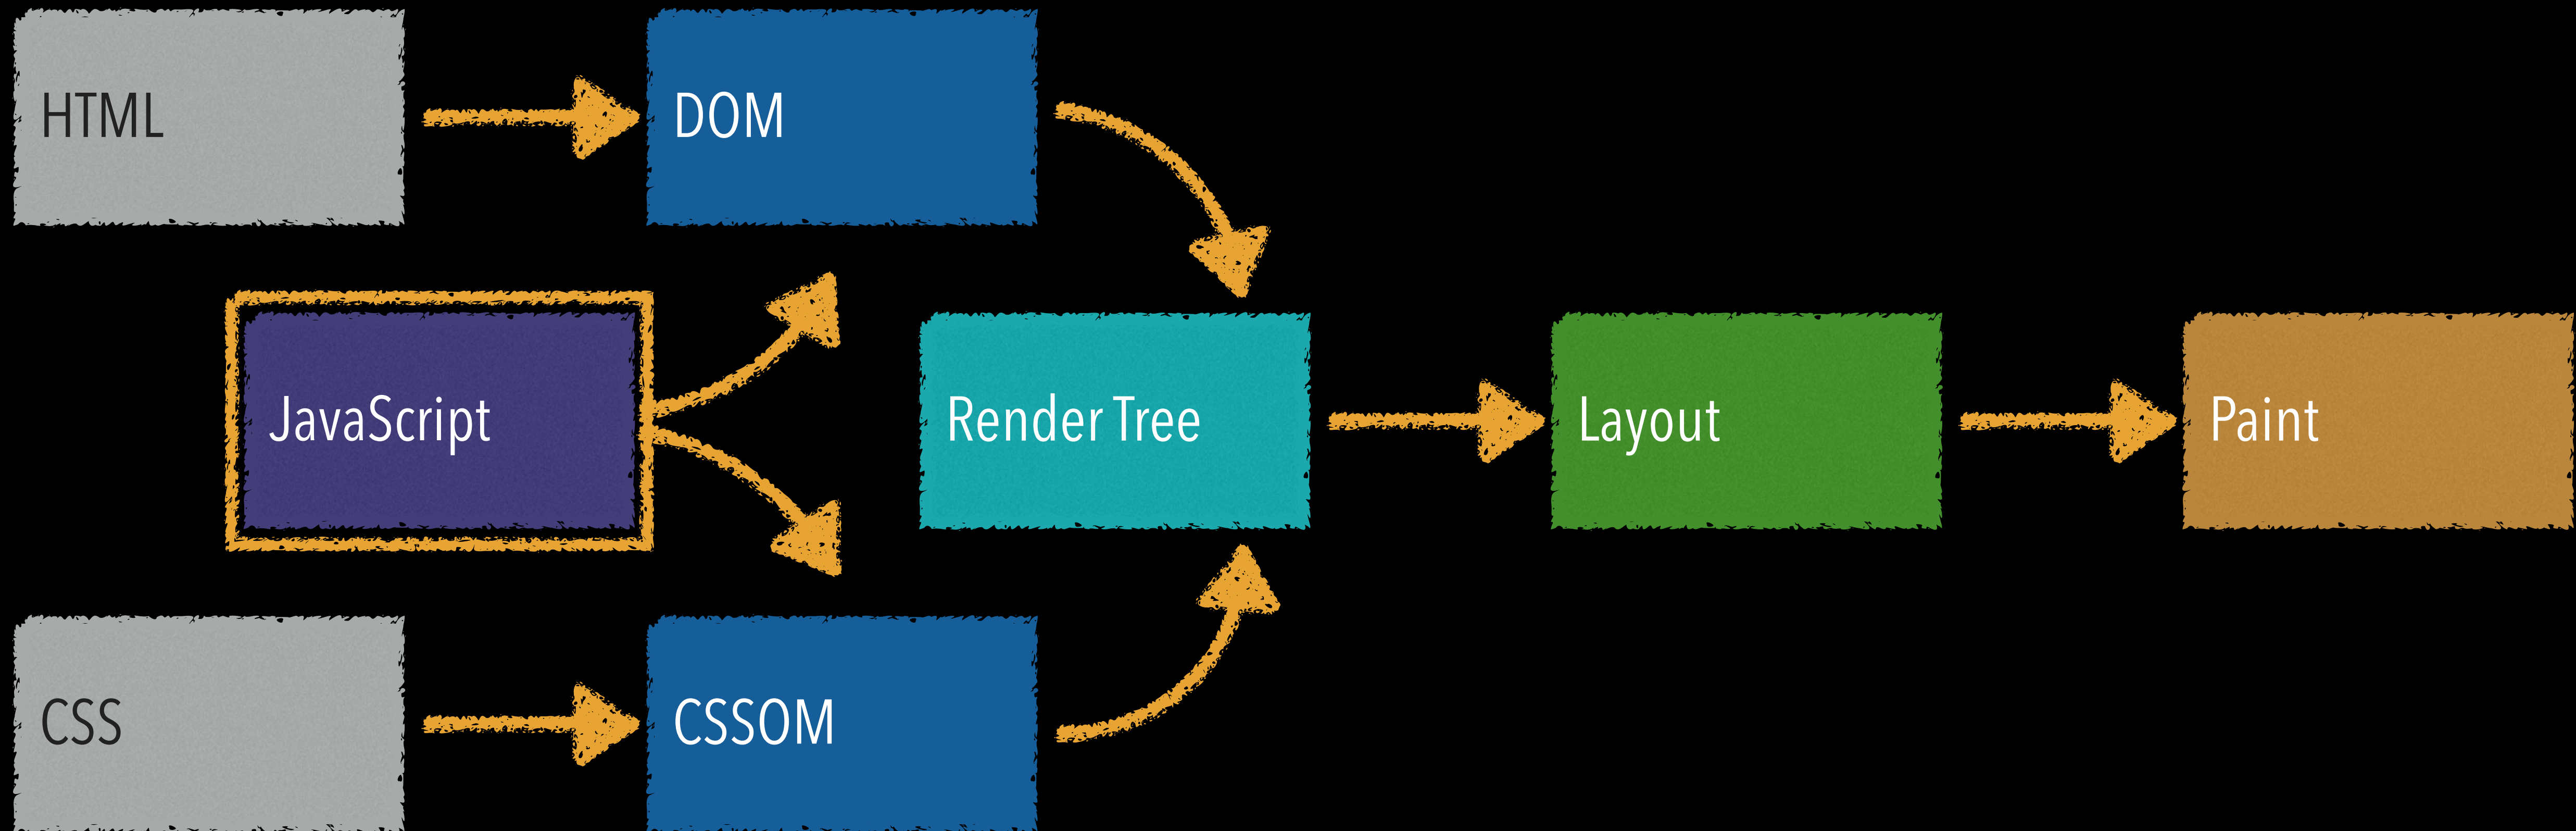 HTML
DOM
JavaScript
Render Tree
Layout
Paint
CSS
CSSOM